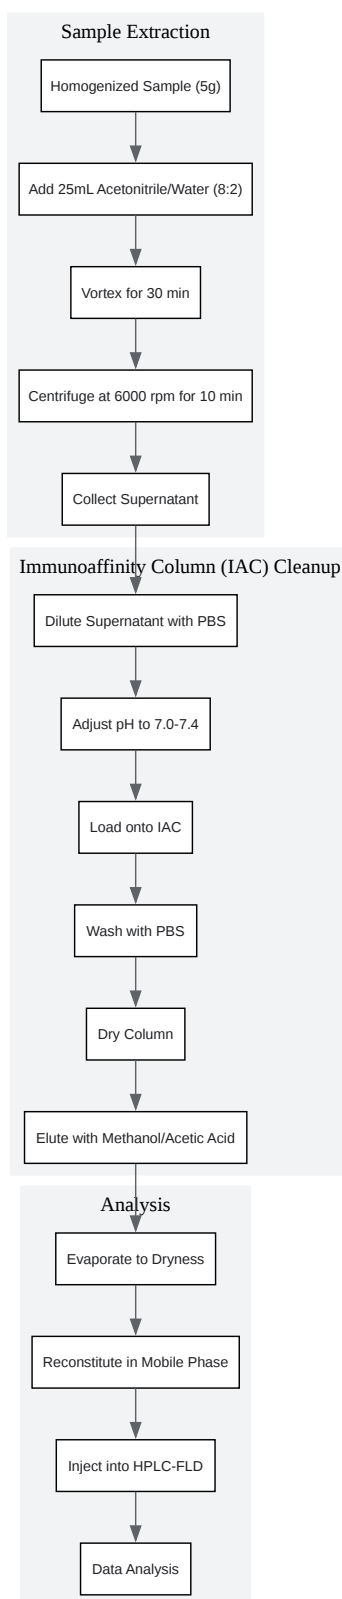 Sample Extraction
Homogenized Sample (5g)
Add 25mL Acetonitrile/Water (8:2)
Vortex for 30 min
Centrifuge at 6000 rpm for 10 min
Collect Supernatant
Immunoaffinity Column (IAC) Cleanup
Dilute Supernatant with PBS
Adjust pH to 7.0-7.4
Load onto IAC
Wash with PBS
Dry Column
Elute with Methanol/Acetic Acid
Analysis
Evaporate to Dryness
Reconstitute in Mobile Phase
Inject into HPLC-FLD
Data Analysis